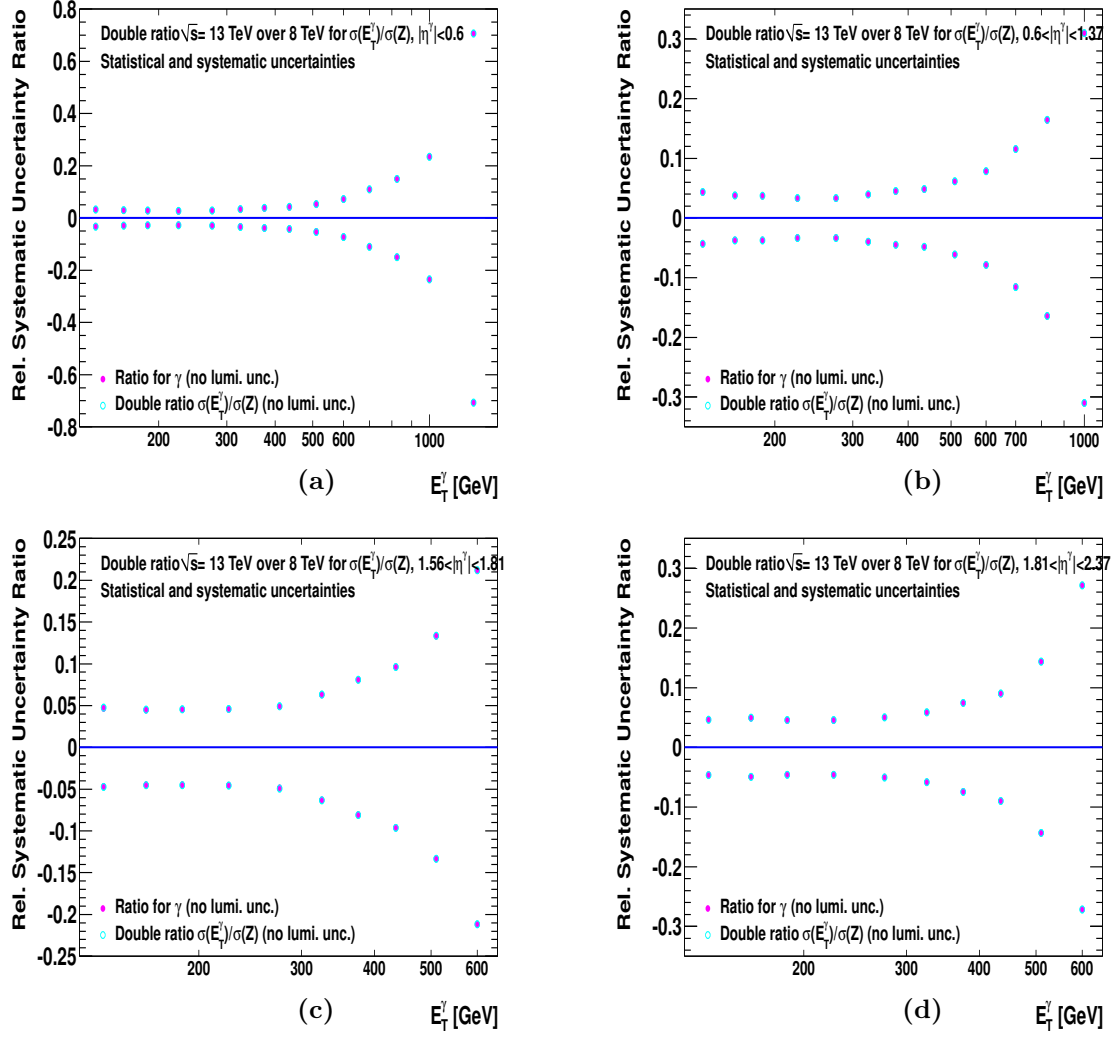 Double ratio √s= 13 TeV over 8 TeV for σ(E_T^γ)/σ(Z), |η^γ|<0.6
Statistical and systematic uncertainties
Rel. Systematic Uncertainty Ratio
0.8
0.6
0.4
0.2
0
-0.2
-0.4
-0.6
-0.8
Ratio for γ (no lumi. unc.)
Double ratio σ(E_T^γ)/σ(Z) (no lumi. unc.)
200 300 400 500 600 1000
E_T^γ [GeV]
(a)
Double ratio √s= 13 TeV over 8 TeV for σ(E_T^γ)/σ(Z), 0.6<|η^γ|<1.37
Statistical and systematic uncertainties
Rel. Systematic Uncertainty Ratio
0.3
0.2
0.1
0
-0.1
-0.2
-0.3
Ratio for γ (no lumi. unc.)
Double ratio σ(E_T^γ)/σ(Z) (no lumi. unc.)
200 300 400 500 600 700 1000
E_T^γ [GeV]
(b)
Double ratio √s= 13 TeV over 8 TeV for σ(E_T^γ)/σ(Z), 1.56<|η^γ|<1.81
Statistical and systematic uncertainties
Rel. Systematic Uncertainty Ratio
0.25
0.2
0.15
0.1
0.05
0
-0.05
-0.1
-0.15
-0.2
-0.25
Ratio for γ (no lumi. unc.)
Double ratio σ(E_T^γ)/σ(Z) (no lumi. unc.)
200 300 400 500 600
E_T^γ [GeV]
(c)
Double ratio √s= 13 TeV over 8 TeV for σ(E_T^γ)/σ(Z), 1.81<|η^γ|<2.37
Statistical and systematic uncertainties
Rel. Systematic Uncertainty Ratio
0.3
0.2
0.1
0
-0.1
-0.2
-0.3
Ratio for γ (no lumi. unc.)
Double ratio σ(E_T^γ)/σ(Z) (no lumi. unc.)
200 300 400 500 600
E_T^γ [GeV]
(d)